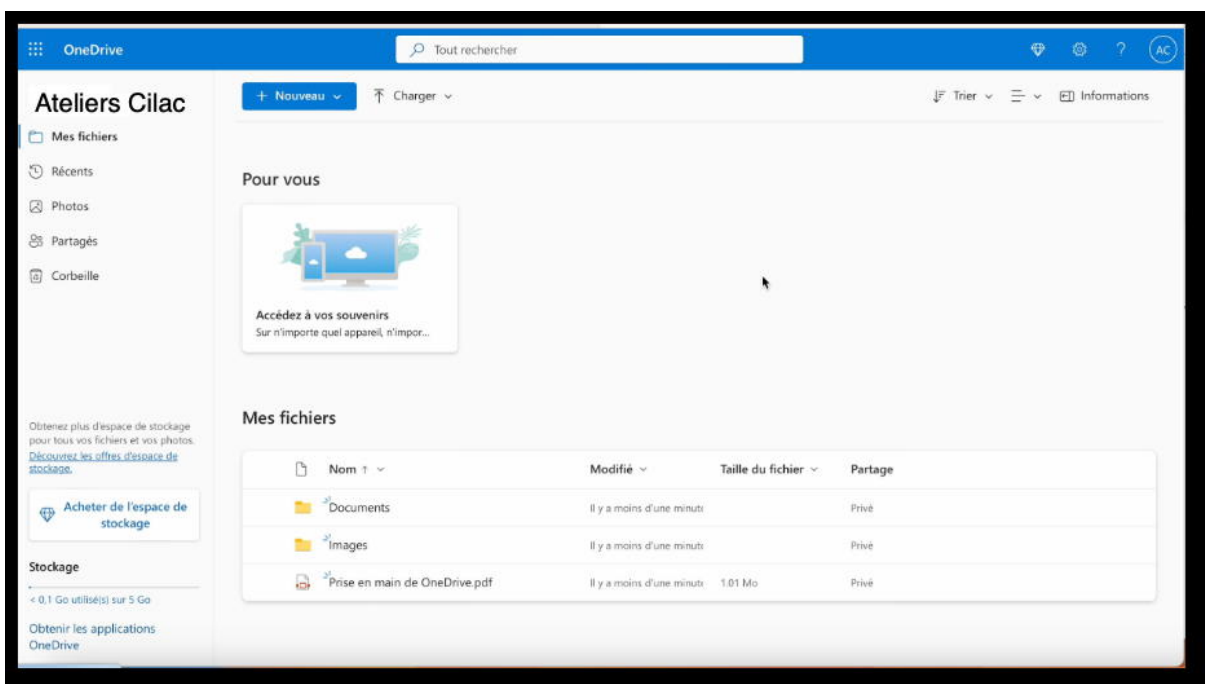 OneDrive
Tout rechercher
AC
Ateliers Cilac
+ Nouveau
Charger
Trier
Informations
Mes fichiers
Récents
Photos
Partagés
Corbeille
Pour vous
Accédez à vos souvenirs
Sur n'importe quel appareil, n'impor...
Obtenez plus d'espace de stockage
pour tous vos fichiers et vos photos.
Découvrez les offres d'espace de
stockage.
Acheter de l'espace de
stockage
Stockage
< 0,1 Go utilisé(s) sur 5 Go
Obtenir les applications
OneDrive
Mes fichiers
Nom ↑ Modifié Taille du fichier Partage
Documents Il y a moins d'une minute Privé
Images Il y a moins d'une minute Privé
Prise en main de OneDrive.pdf Il y a moins d'une minute 1.01 Mo Privé